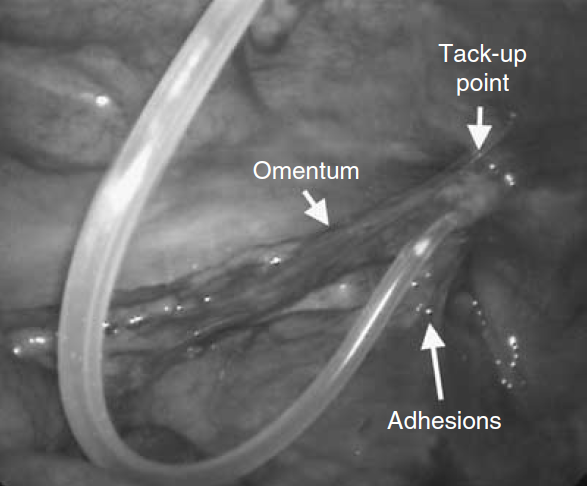 Tack-up
point
Omentum
Adhesions